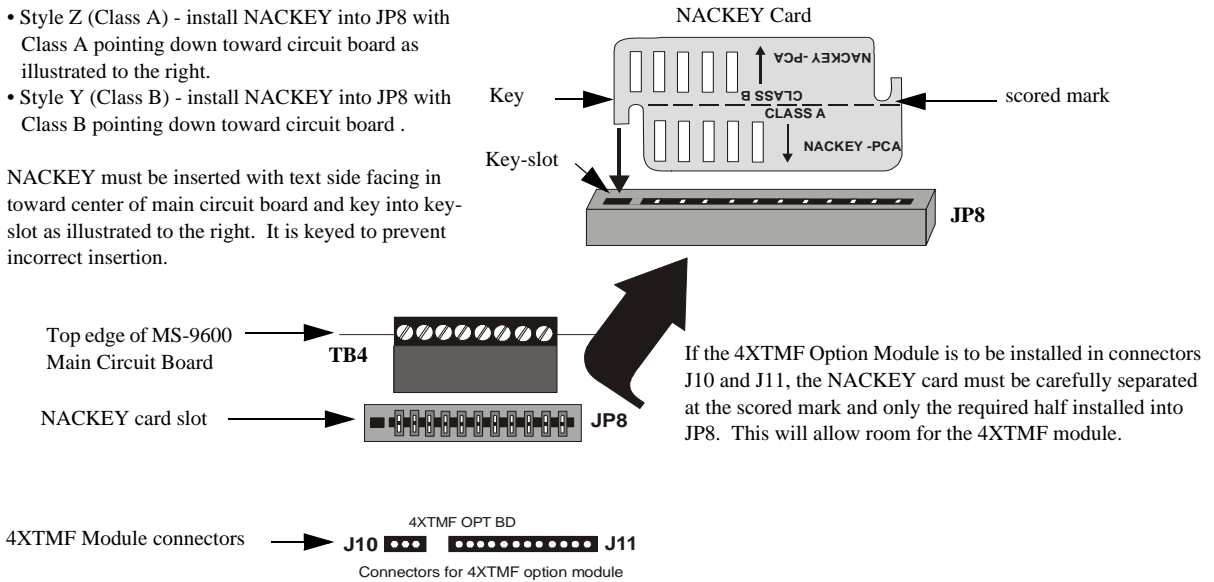 • Style Z (Class A) - install NACKEY into JP8 with
Class A pointing down toward circuit board as
illustrated to the right.
• Style Y (Class B) - install NACKEY into JP8 with
Class B pointing down toward circuit board .
NACKEY must be inserted with text side facing in
toward center of main circuit board and key into key-
slot as illustrated to the right.  It is keyed to prevent
incorrect insertion.
NACKEY Card
NACKEY -PCA
CLASS B
CLASS A
NACKEY -PCA
Key
scored mark
Key-slot
JP8
Top edge of MS-9600
Main Circuit Board
TB4
NACKEY card slot
JP8
If the 4XTMF Option Module is to be installed in connectors
J10 and J11, the NACKEY card must be carefully separated
at the scored mark and only the required half installed into
JP8.  This will allow room for the 4XTMF module.
4XTMF Module connectors
4XTMF OPT BD
J10
J11
Connectors for 4XTMF option module